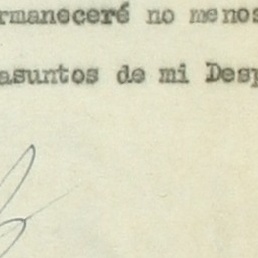 rmaneceré no menos
asuntos de mi Desp